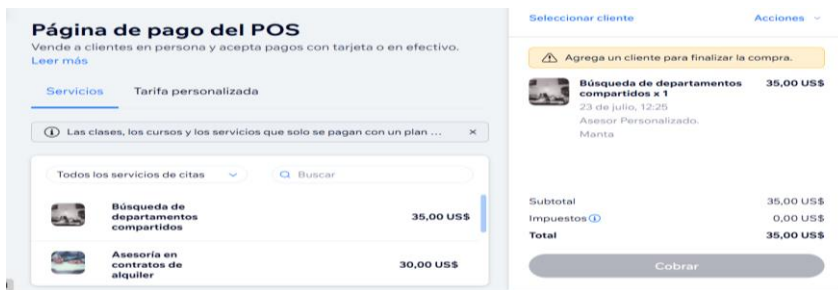 Página de pago del POS
Vende a clientes en persona y acepta pagos con tarjeta o en efectivo.
Leer más
Servicios
Tarifa personalizada
Las clases, los cursos y los servicios que solo se pagan con un plan ...
Todos los servicios de citas
Buscar
Búsqueda de
departamentos
compartidos
35,00 US$
Asesoría en
contratos de
alquiler
30,00 US$
Seleccionar cliente
Acciones
Agrega un cliente para finalizar la compra.
Búsqueda de departamentos
compartidos x 1
35,00 US$
23 de julio, 12:25
Asesor Personalizado.
Manta
Subtotal 35,00 US$
Impuestos 0,00 US$
Total 35,00 US$
Cobrar